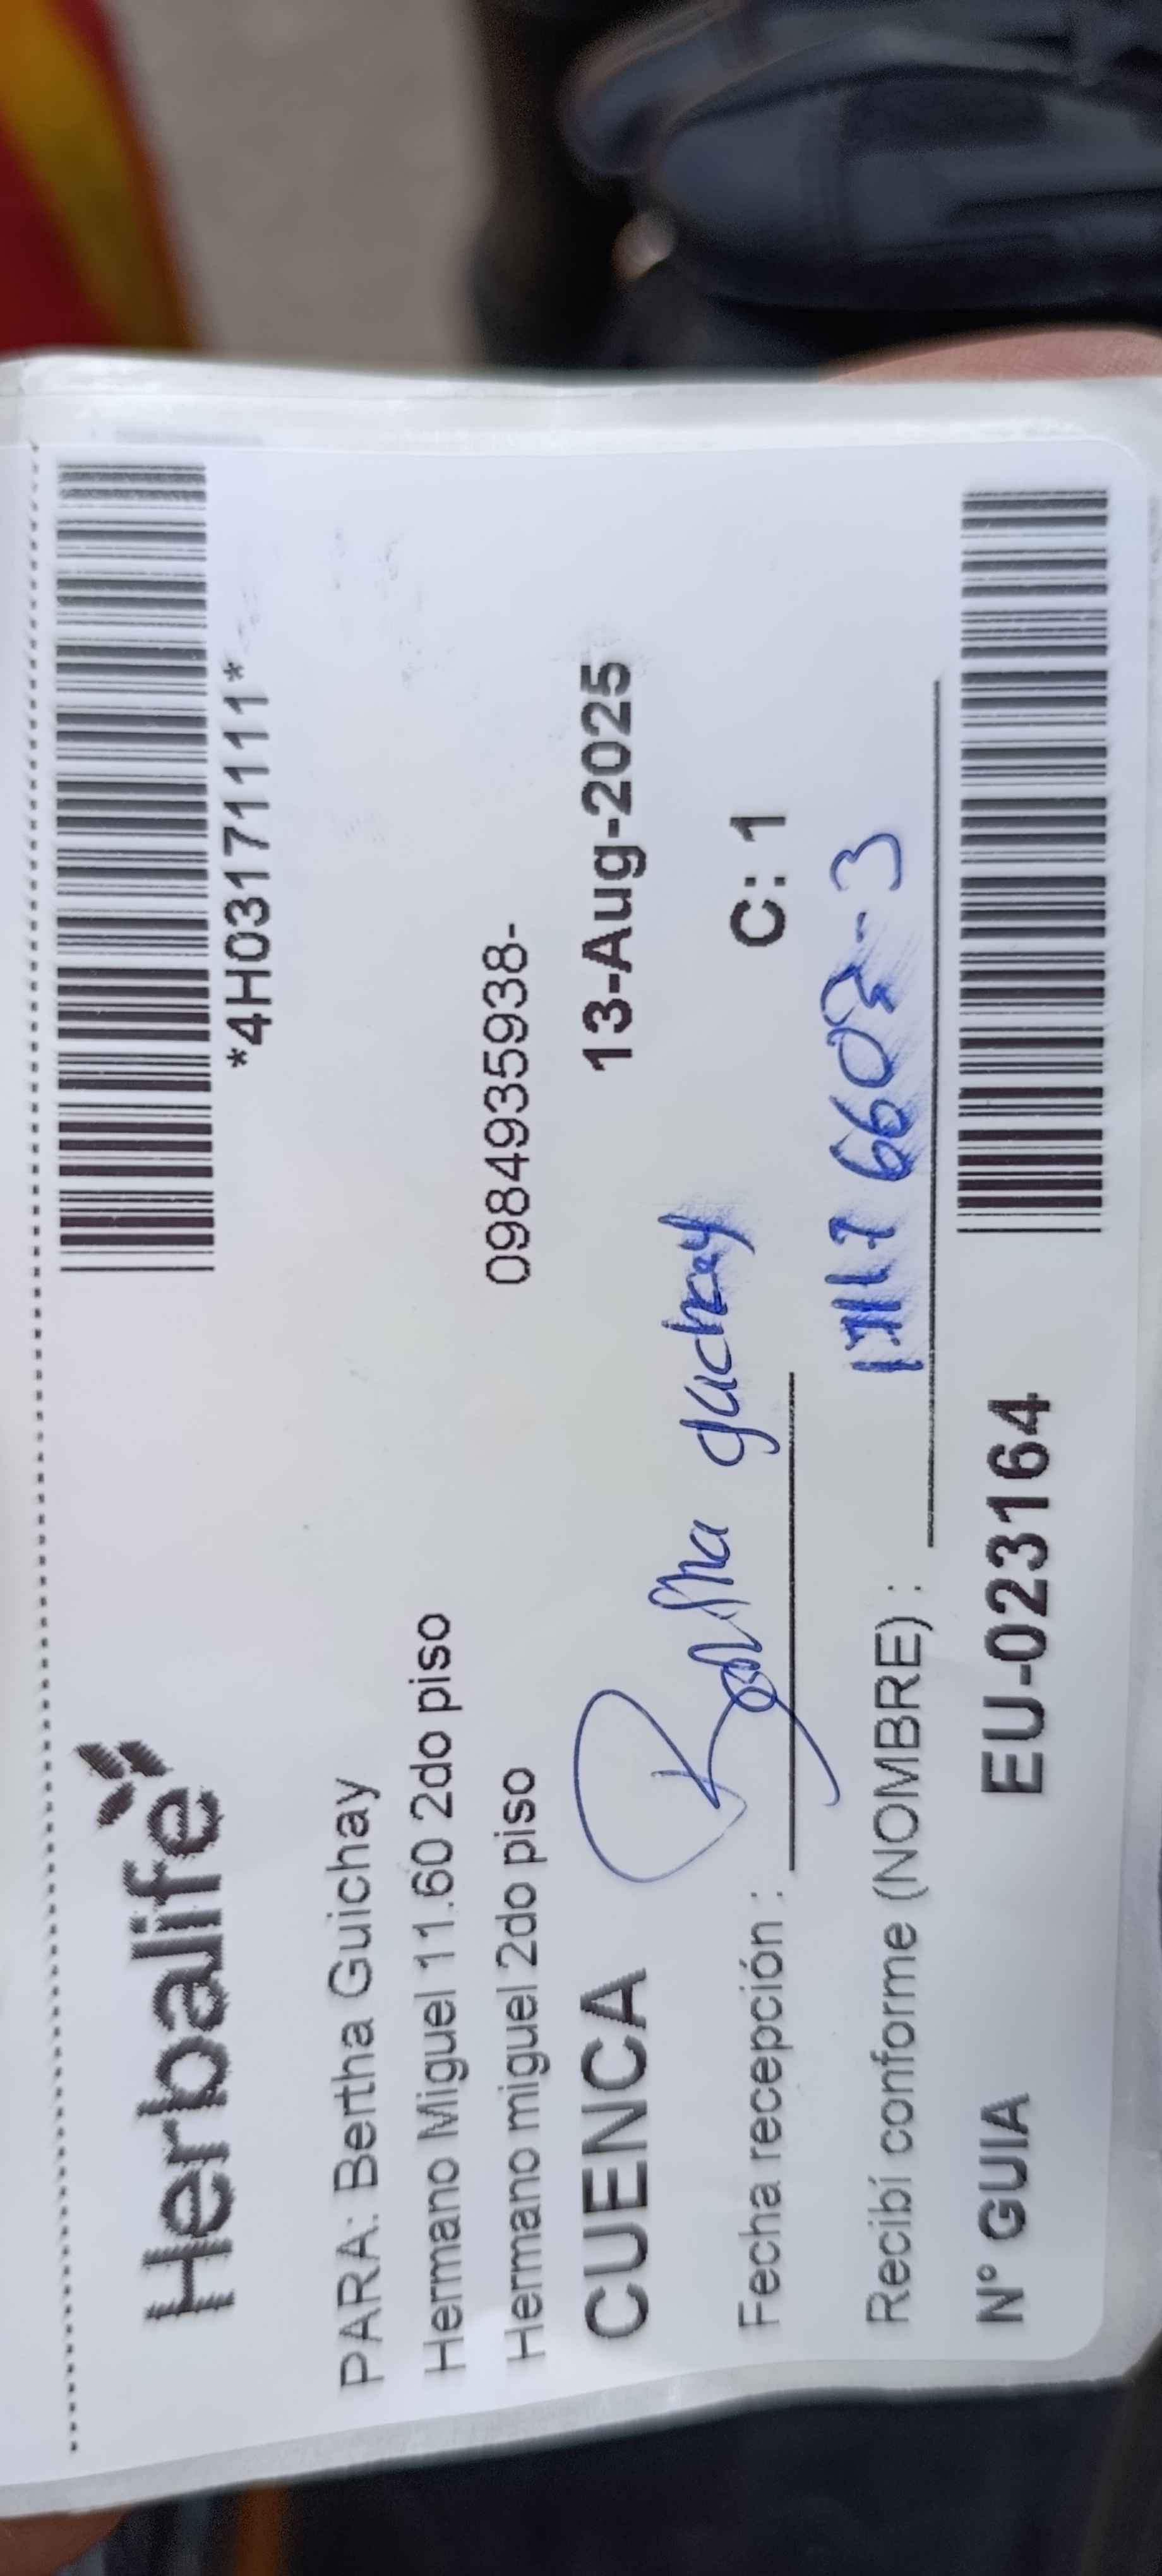 *4H03171111*
Herbalife
PARA: Bertha Guichay
Hermano Miguel 11.60 2do piso
Hermano miguel 2do piso 0984935938-
CUENCA 13-Aug-2025
Fecha recepción : C: 1
Recibí conforme (NOMBRE) :
N° GUIA EU-023164